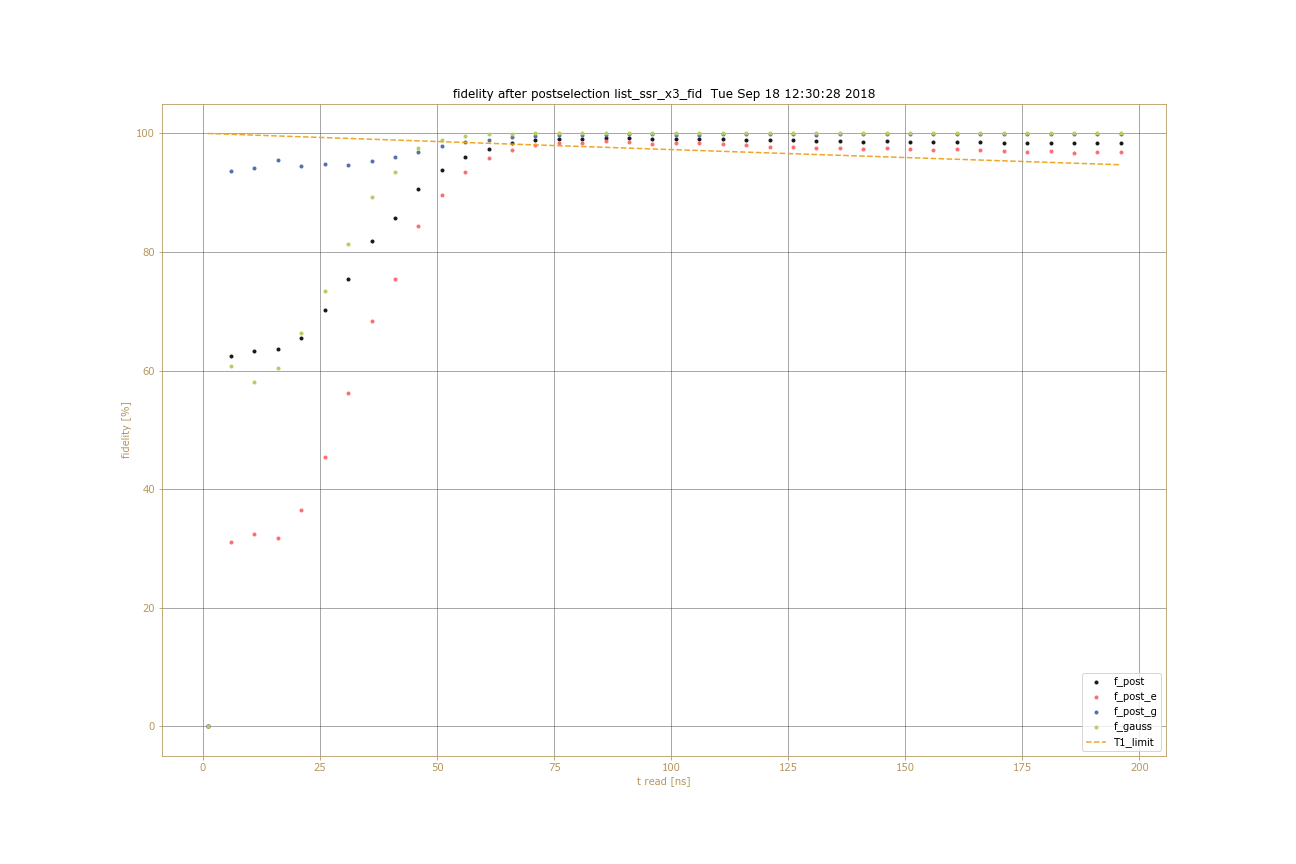 fidelity after postselection list_ssr_x3_fid  Tue Sep 18 12:30:28 2018
fidelity [%]
100
80
60
40
20
0
0 25 50 75 100 125 150 175 200
t read [ns]
f_post
f_post_e
f_post_g
f_gauss
T1_limit